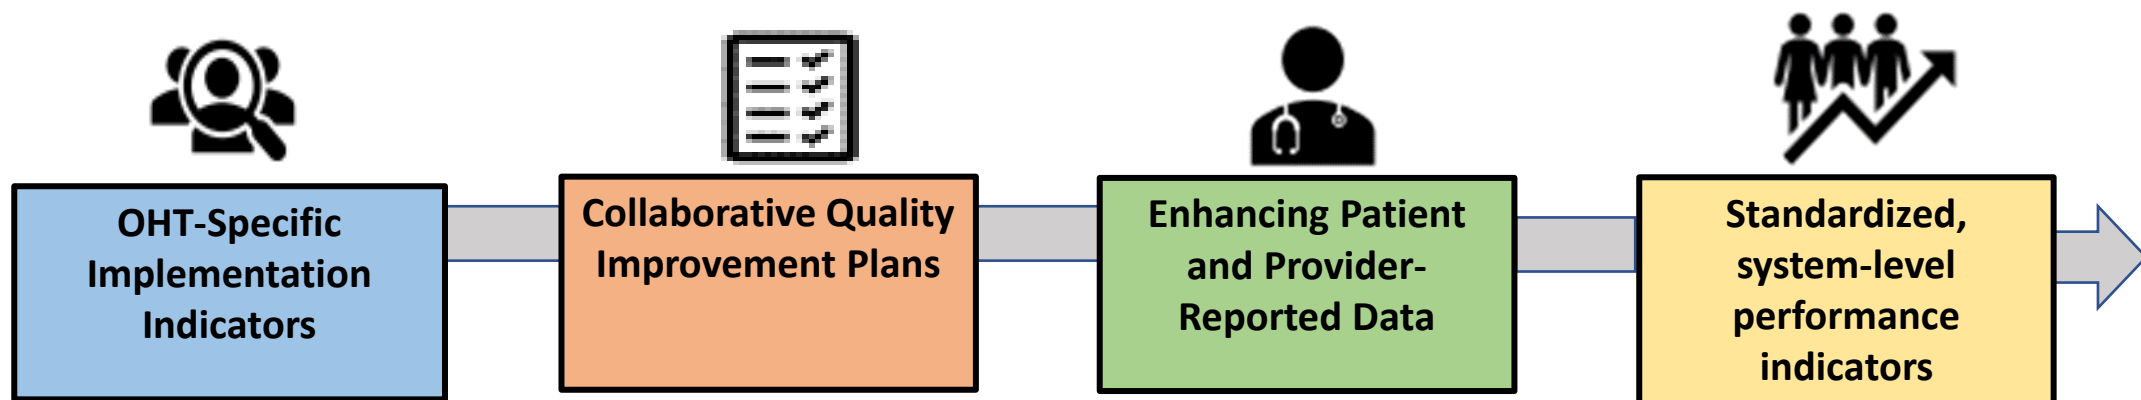 OHT-Specific
Implementation
Indicators
Collaborative Quality
Improvement Plans
Enhancing Patient
and Provider-
Reported Data
Standardized,
system-level
performance
indicators